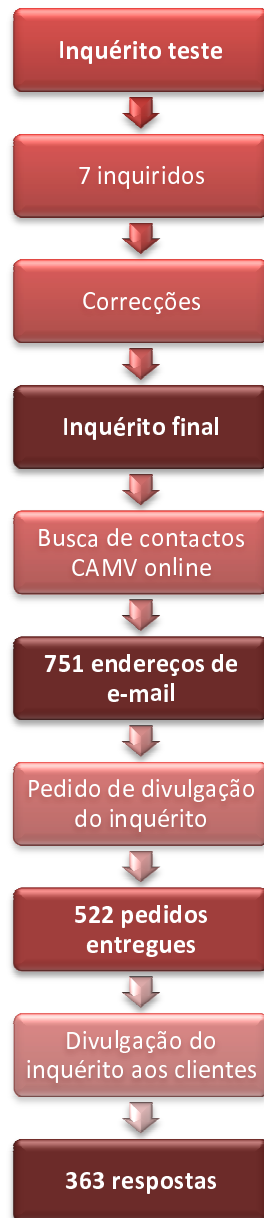 Inquérito teste
7 inquiridos
Correcções
Inquérito final
Busca de contactos
CAMV online
751 endereços de
e-mail
Pedido de divulgação
do inquérito
522 pedidos
entregues
Divulgação do
inquérito aos clientes
363 respostas